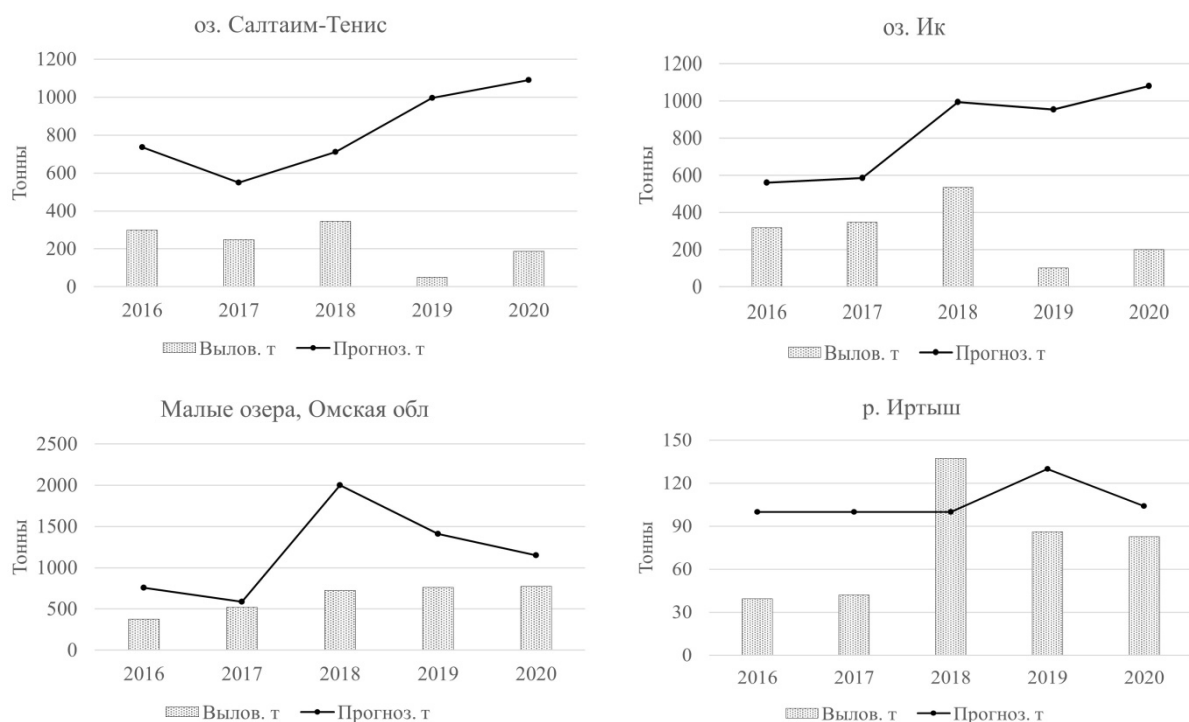 оз. Салтаим-Тенис
1200
1000
800
600
400
200
0
Тонны
2016 2017 2018 2019 2020
Вылов. т Прогноз. т
оз. Ик
1200
1000
800
600
400
200
0
Тонны
2016 2017 2018 2019 2020
Вылов. т Прогноз. т
Малые озера, Омская обл
2500
2000
1500
1000
500
0
Тонны
2016 2017 2018 2019 2020
Вылов. т Прогноз. т
р. Иртыш
150
120
90
60
30
0
Тонны
2016 2017 2018 2019 2020
Вылов. т Прогноз. т